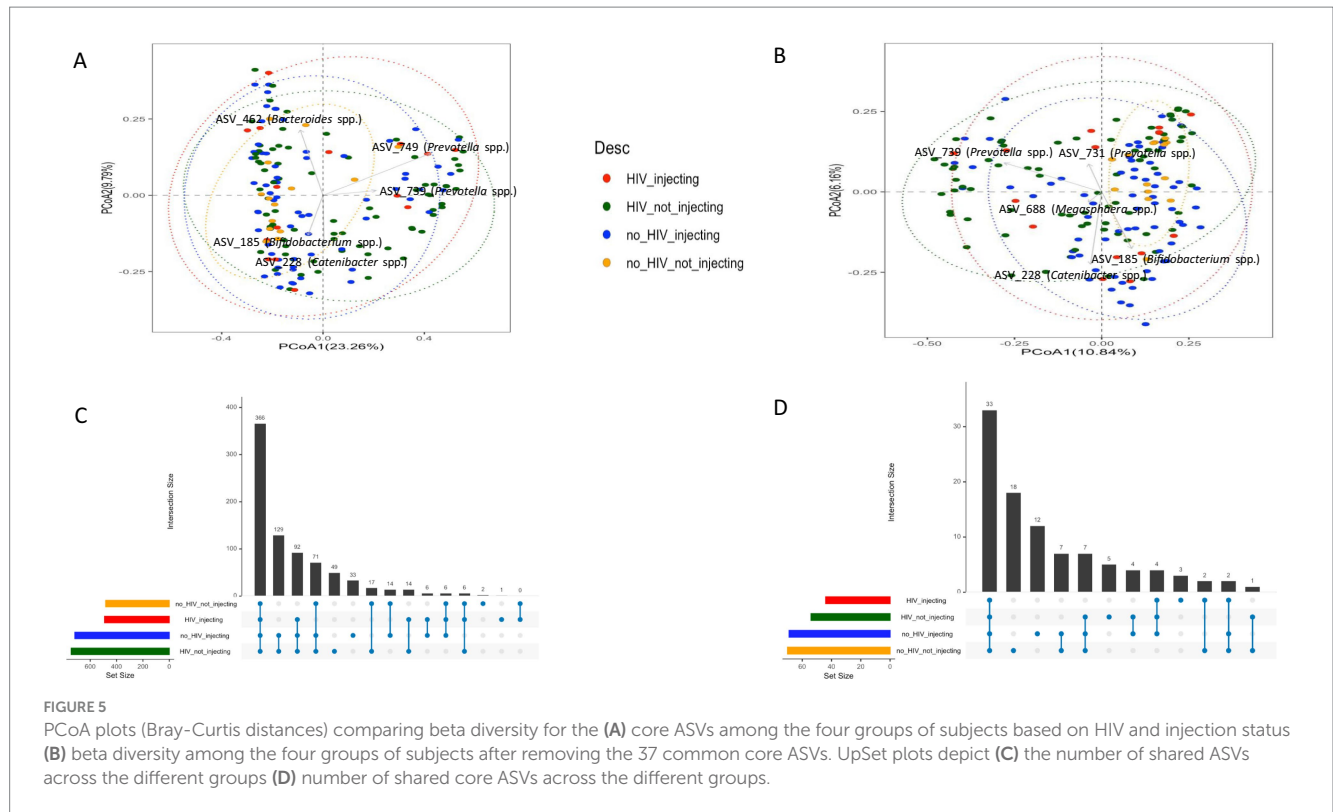 A
PCoA2(9.79%)
0.25
0.00
-0.25
-0.4
0.0
0.4
PCoA1(23.26%)
ASV_462 (Bacteroides spp.)
ASV_749 (Prevotella spp.)
ASV_739 (Prevotella spp.)
ASV_185 (Bifidobacterium spp.)
ASV_228 (Catenibacter spp.)
Desc
HIV_injecting
HIV_not_injecting
no_HIV_injecting
no_HIV_not_injecting
B
PCoA2(6.16%)
0.25
0.00
-0.25
-0.50
-0.25
0.00
0.25
PCoA1(10.84%)
ASV_739 (Prevotella spp.)
ASV_731 (Prevotella spp.)
ASV_688 (Megasphaera spp.)
ASV_185 (Bifidobacterium spp.)
ASV_228 (Catenibacter spp.)
C
Intersection Size
400
300
200
100
0
366
129
92
71
49
33
17
14
14
6
6
6
2
1
0
no_HIV_not_injecting
HIV_injecting
no_HIV_injecting
HIV_not_injecting
600
400
200
0
Set Size
D
Intersection Size
30
20
10
0
33
18
12
7
7
5
4
4
3
2
2
1
HIV_injecting
HIV_not_injecting
no_HIV_injecting
no_HIV_not_injecting
60
40
20
0
Set Size
FIGURE 5
PCoA plots (Bray-Curtis distances) comparing beta diversity for the (A) core ASVs among the four groups of subjects based on HIV and injection status
(B) beta diversity among the four groups of subjects after removing the 37 common core ASVs. UpSet plots depict (C) the number of shared ASVs
across the different groups (D) number of shared core ASVs across the different groups.